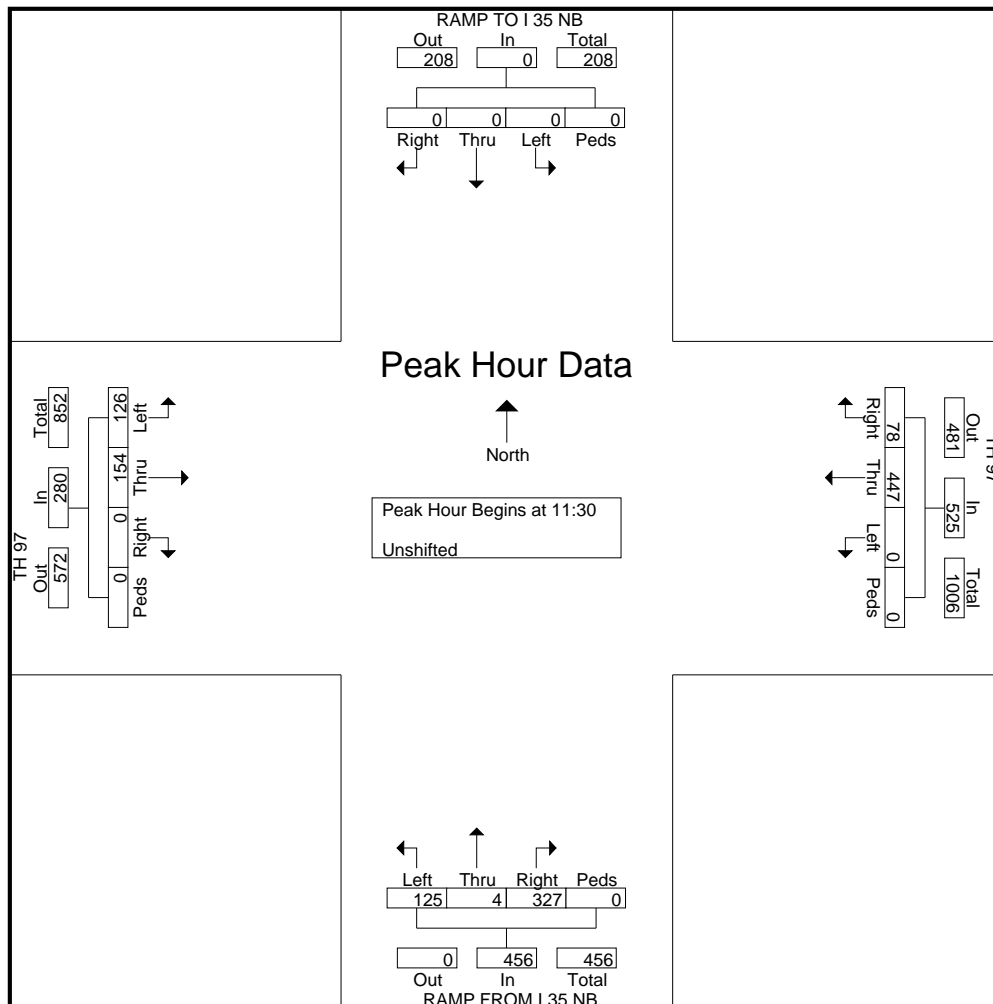 RAMP TO I 35 NB
Out In Total
208 0 208
0 0 0 0
Right Thru Left Peds
Peak Hour Data
North
Peak Hour Begins at 11:30
Unshifted
TH 97
Total In Out
852 280 572
126 154 0 0
Left Thru Right Peds
TH 97
Out In Total
481 525 1006
78 447 0 0
Right Thru Left Peds
Left Thru Right Peds
125 4 327 0
0 456 456
Out In Total
RAMP FROM I 35 NB